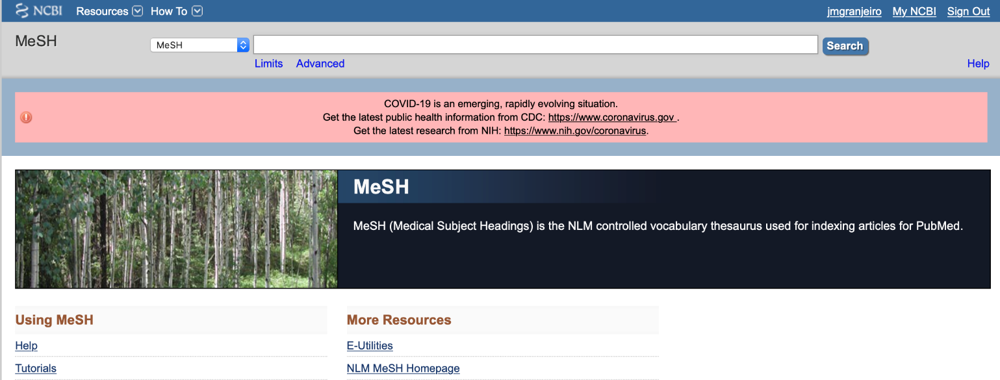 NCBI Resources How To jmgranjeiro My NCBI Sign Out
MeSH MeSH Search
Limits Advanced Help
COVID-19 is an emerging, rapidly evolving situation.
Get the latest public health information from CDC: https://www.coronavirus.gov .
Get the latest research from NIH: https://www.nih.gov/coronavirus.
MeSH
MeSH (Medical Subject Headings) is the NLM controlled vocabulary thesaurus used for indexing articles for PubMed.
Using MeSH
Help
Tutorials
More Resources
E-Utilities
NLM MeSH Homepage